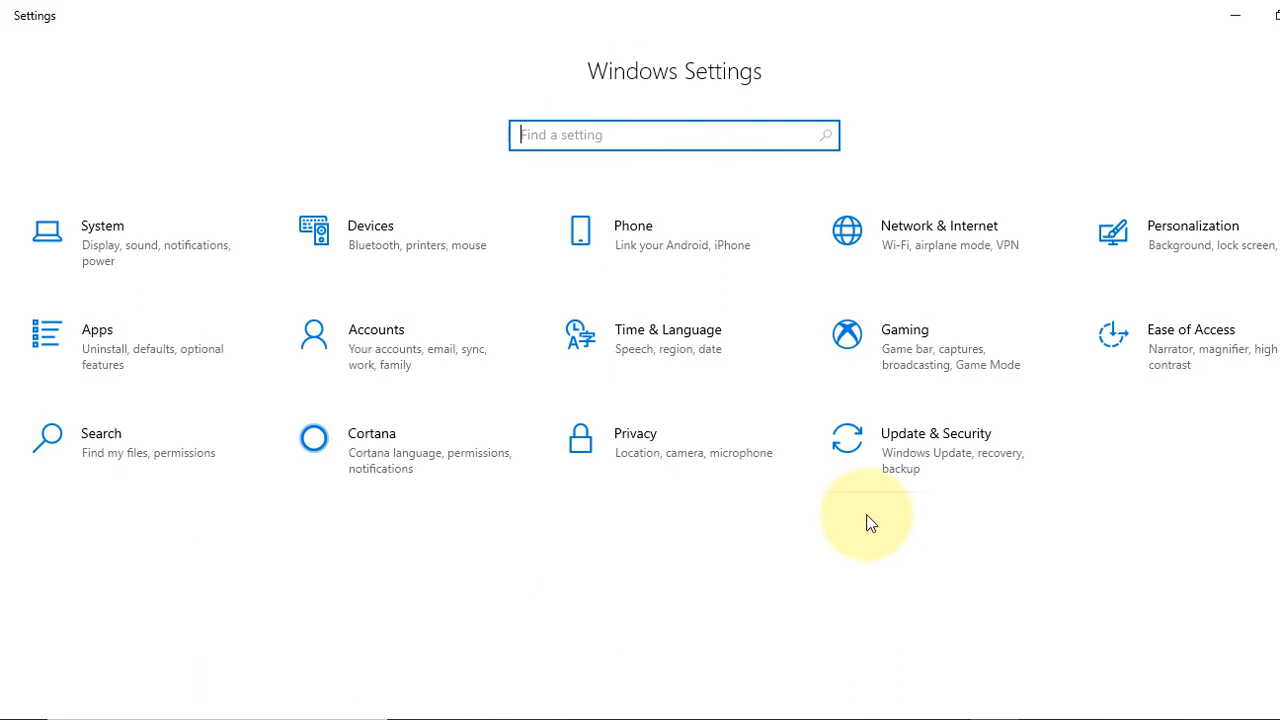 Settings
Windows Settings
Find a setting
System
Display, sound, notifications,
power
Devices
Bluetooth, printers, mouse
Phone
Link your Android, iPhone
Network & Internet
Wi-Fi, airplane mode, VPN
Personalization
Background, lock screen,
Apps
Uninstall, defaults, optional
features
Accounts
Your accounts, email, sync,
work, family
Time & Language
Speech, region, date
Gaming
Game bar, captures,
broadcasting, Game Mode
Ease of Access
Narrator, magnifier, high
contrast
Search
Find my files, permissions
Cortana
Cortana language, permissions,
notifications
Privacy
Location, camera, microphone
Update & Security
Windows Update, recovery,
backup